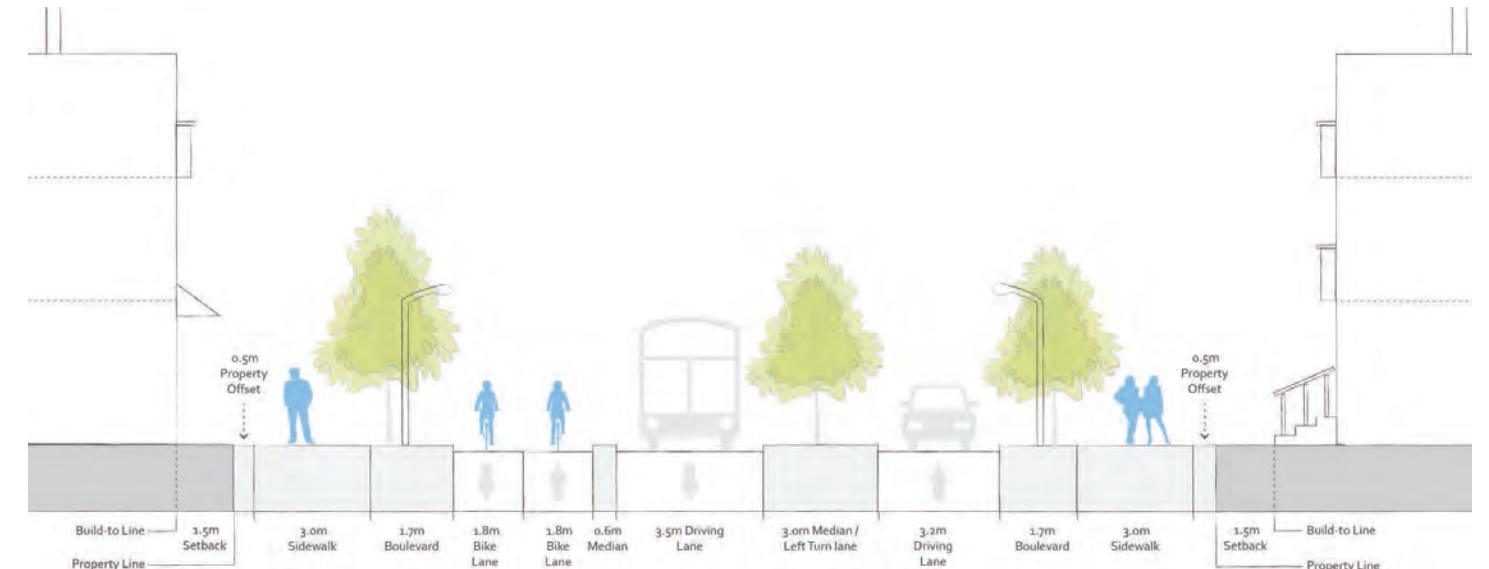 0.5m
Property
Offset
0.5m
Property
Offset
Build-to Line
Property Line
1.5m
Setback
3.0m
Sidewalk
1.7m
Boulevard
1.8m
Bike
Lane
1.8m
Bike
Lane
0.6m
Median
3.5m Driving
Lane
3.0m Median /
Left Turn lane
3.2m
Driving
Lane
1.7m
Boulevard
3.0m
Sidewalk
1.5m
Setback
Build-to Line
Property Line